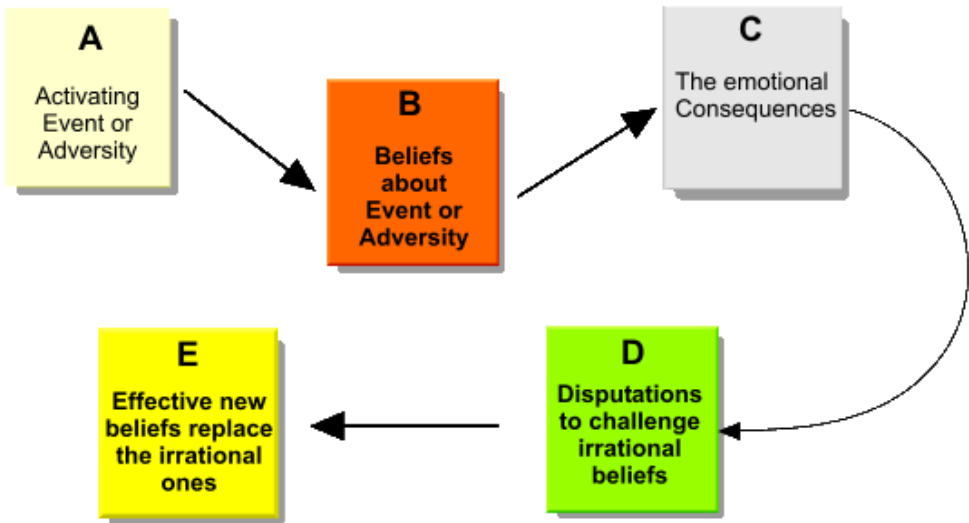 A
Activating
Event or
Adversity
B
Beliefs
about
Event or
Adversity
C
The emotional
Consequences
D
Disputations
to challenge
irrational
beliefs
E
Effective new
beliefs replace
the irrational
ones